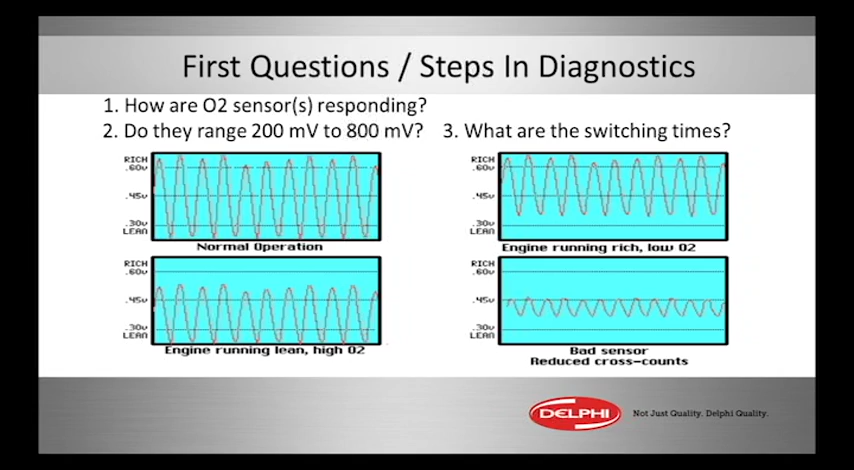 First Questions / Steps In Diagnostics
1. How are O2 sensor(s) responding?
2. Do they range 200 mV to 800 mV? 3. What are the switching times?
RICH
.60v
.45v
.30v
LEAN
Normal Operation
RICH
.60v
.45v
.30v
LEAN
Engine running rich, low O2
RICH
.60v
.45v
.30v
LEAN
Engine running lean, high O2
RICH
.60v
.45v
.30v
LEAN
Bad sensor
Reduced cross-counts
DELPHI
Not Just Quality. Delphi Quality.